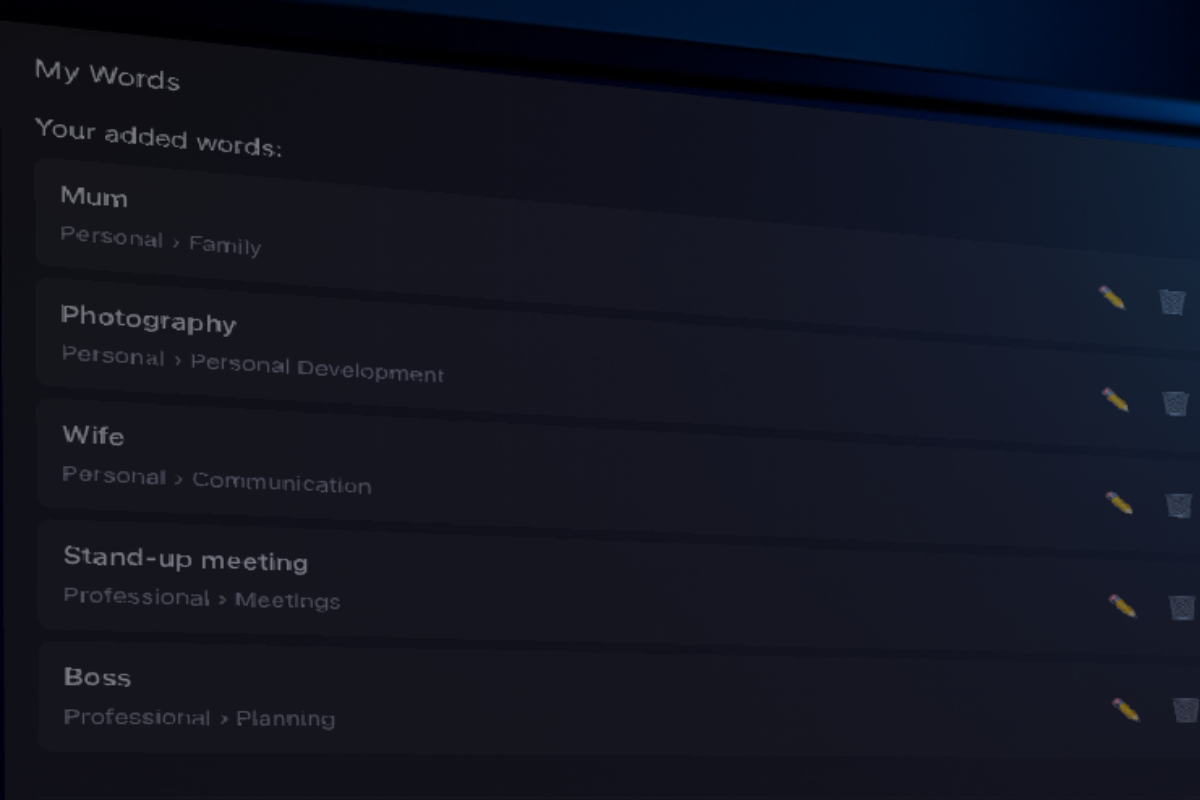 My Words
Your added words:
Mum
Personal › Family
Photography
Personal › Personal Development
Wife
Personal › Communication
Stand-up meeting
Professional › Meetings
Boss
Professional › Planning